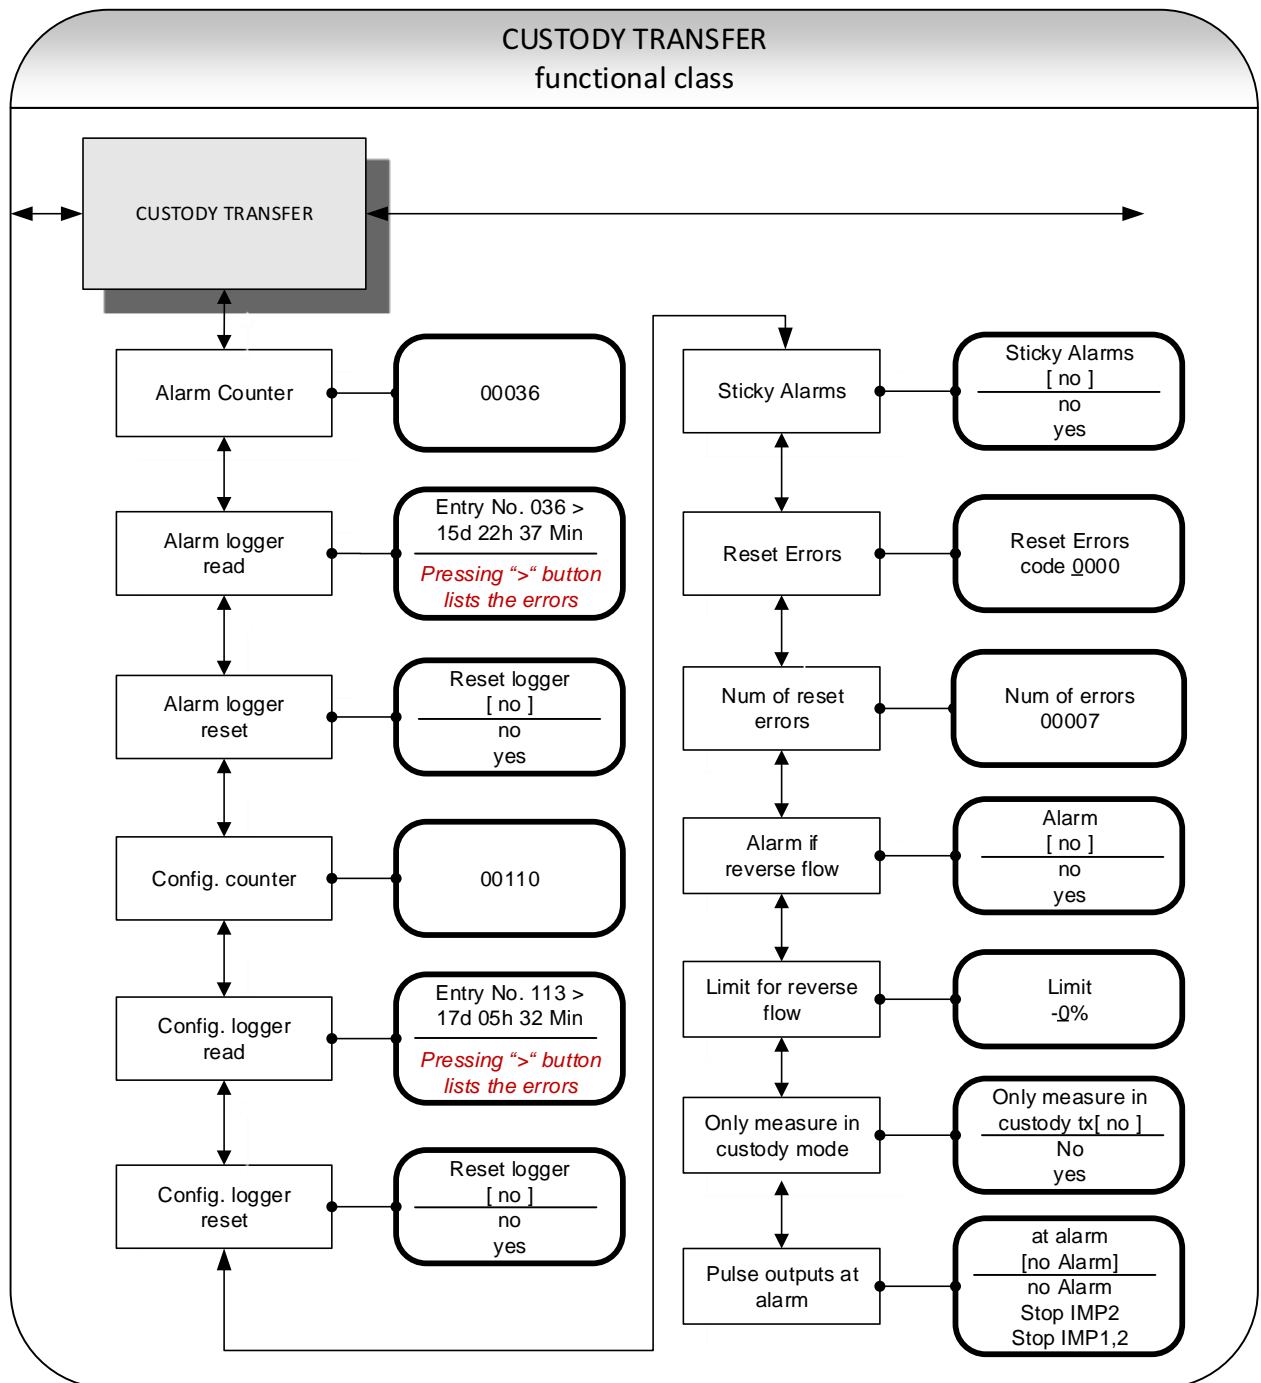 CUSTODY TRANSFER
functional class
CUSTODY TRANSFER
Alarm Counter
00036
Alarm logger
read
Entry No. 036 >
15d 22h 37 Min
Pressing “>“ button
lists the errors
Alarm logger
reset
Reset logger
[ no ]
no
yes
Config. counter
00110
Config. logger
read
Entry No. 113 >
17d 05h 32 Min
Pressing “>“ button
lists the errors
Config. logger
reset
Reset logger
[ no ]
no
yes
Sticky Alarms
Sticky Alarms
[ no ]
no
yes
Reset Errors
Reset Errors
code 0000
Num of reset
errors
Num of errors
00007
Alarm if
reverse flow
Alarm
[ no ]
no
yes
Limit for reverse
flow
Limit
-0%
Only measure in
custody mode
Only measure in
custody tx[ no ]
No
yes
Pulse outputs at
alarm
at alarm
[no Alarm]
no Alarm
Stop IMP2
Stop IMP1,2